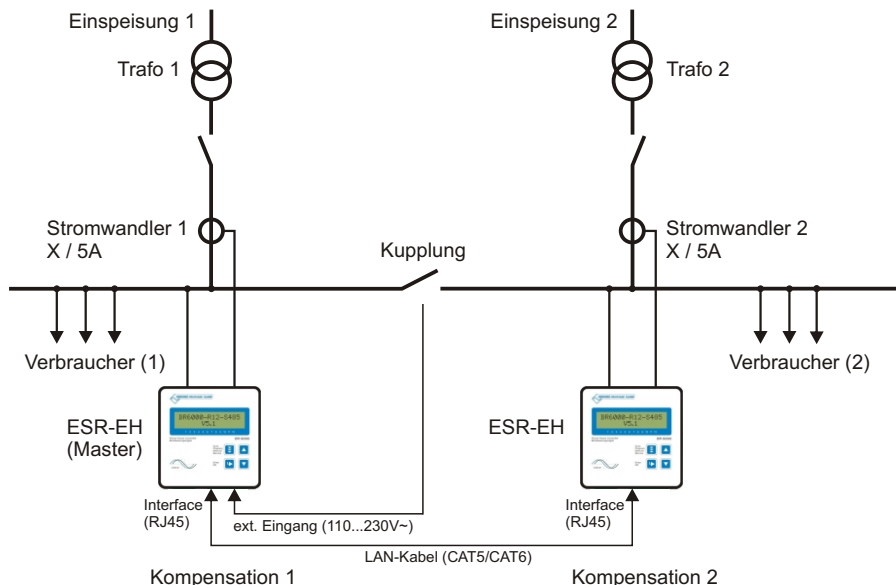 Einspeisung 1
Einspeisung 2
Trafo 1
Trafo 2
Stromwandler 1
X / 5A
Kupplung
Stromwandler 2
X / 5A
Verbraucher (1)
Verbraucher (2)
ESR-EH
(Master)
BR6000-R12-S485
V5.1
ESR-EH
BR6000-R12-S485
V5.1
Interface
(RJ45)
ext. Eingang (110...230V~)
Interface
(RJ45)
LAN-Kabel (CAT5/CAT6)
Kompensation 1
Kompensation 2